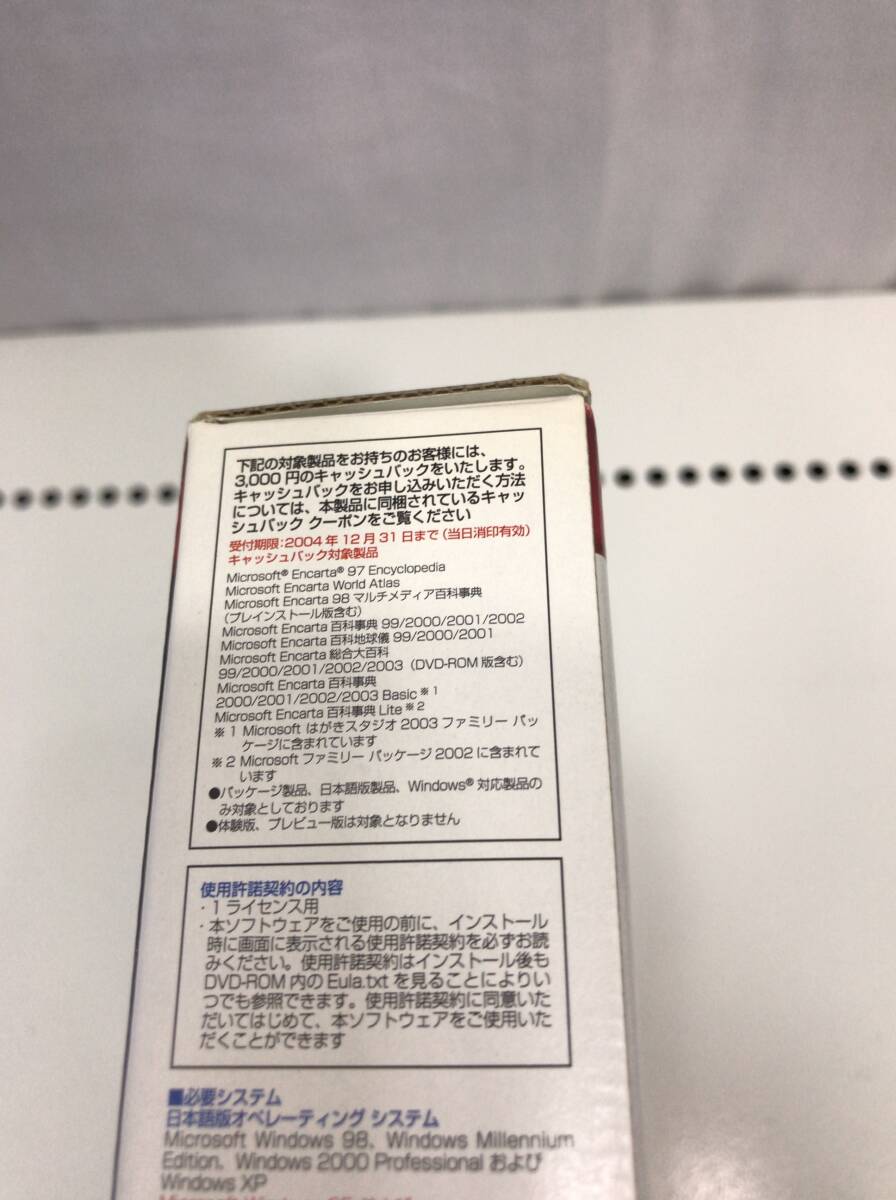 下記の対象製品をお持ちのお客様には、
3,000 円のキャッシュバックをいたします。
キャッシュバックをお申し込みいただく方法
については、本製品に同梱されているキャッ
シュバック クーポンをご覧ください
受付期限:2004 年 12 月 31 日まで (当日消印有効)
キャッシュバック対象製品
Microsoft® Encarta® 97 Encyclopedia
Microsoft Encarta World Atlas
Microsoft Encarta 98 マルチメディア百科事典
(プレインストール版含む)
Microsoft Encarta 百科事典 99/2000/2001/2002
Microsoft Encarta 百科地球儀 99/2000/2001
Microsoft Encarta 総合大百科
99/2000/2001/2002/2003 (DVD-ROM 版含む)
Microsoft Encarta 百科事典
2000/2001/2002/2003 Basic ※1
Microsoft Encarta 百科事典 Lite ※2
※ 1 Microsoft はがきスタジオ 2003 ファミリー パッ
ケージに含まれています
※ 2 Microsoft ファミリー パッケージ 2002 に含まれて
います
●パッケージ製品、日本語版製品、Windows® 対応製品の
み対象としております
●体験版、プレビュー版は対象となりません
使用許諾契約の内容
・1 ライセンス用
・本ソフトウェアをご使用の前に、インストール
時に画面に表示される使用許諾契約を必ずお読
みください。使用許諾契約はインストール後も
DVD-ROM 内の Eula.txt を見ることによりい
つでも参照できます。使用許諾契約に同意いた
だいてはじめて、本ソフトウェアをご使用いた
だくことができます
■必要システム
日本語版オペレーティング システム
Microsoft Windows 98、Windows Millennium
Edition、Windows 2000 Professional および
Windows XP